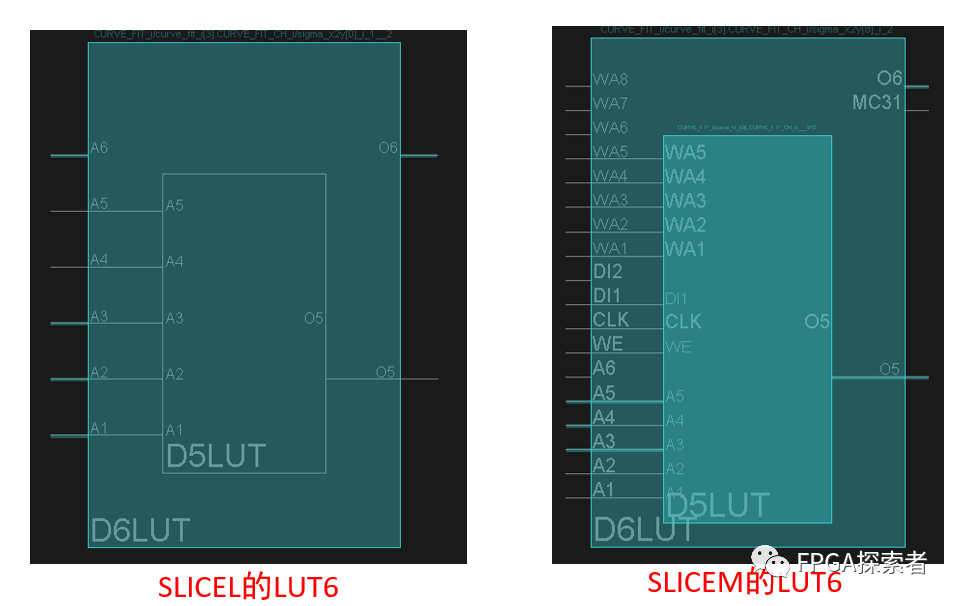 CURVE_FIT_i/curve_fit_i[3].CURVE_FIT_CH_i/sigma_x2y[0]_i_1__2
A6
O6
A5
A5
A4
A4
A3
A3
O5
A2
A2
O5
A1
A1
D5LUT
D6LUT
SLICEL的LUT6
CURVE_FIT_i/curve_fit_i[3].CURVE_FIT_CH_i/sigma_x2y[8]_i_2
WA8
O6
WA7
MC31
WA6
WA5
WA5
WA4
WA4
WA3
WA3
WA2
WA2
WA1
WA1
DI2
DI1
DI1
CLK
CLK
O5
WE
WE
A6
O5
A5
A5
A4
A4
A3
A3
A2
A2
A1
A1
D5LUT
D6LUT
FPGA探索者
SLICEM的LUT6